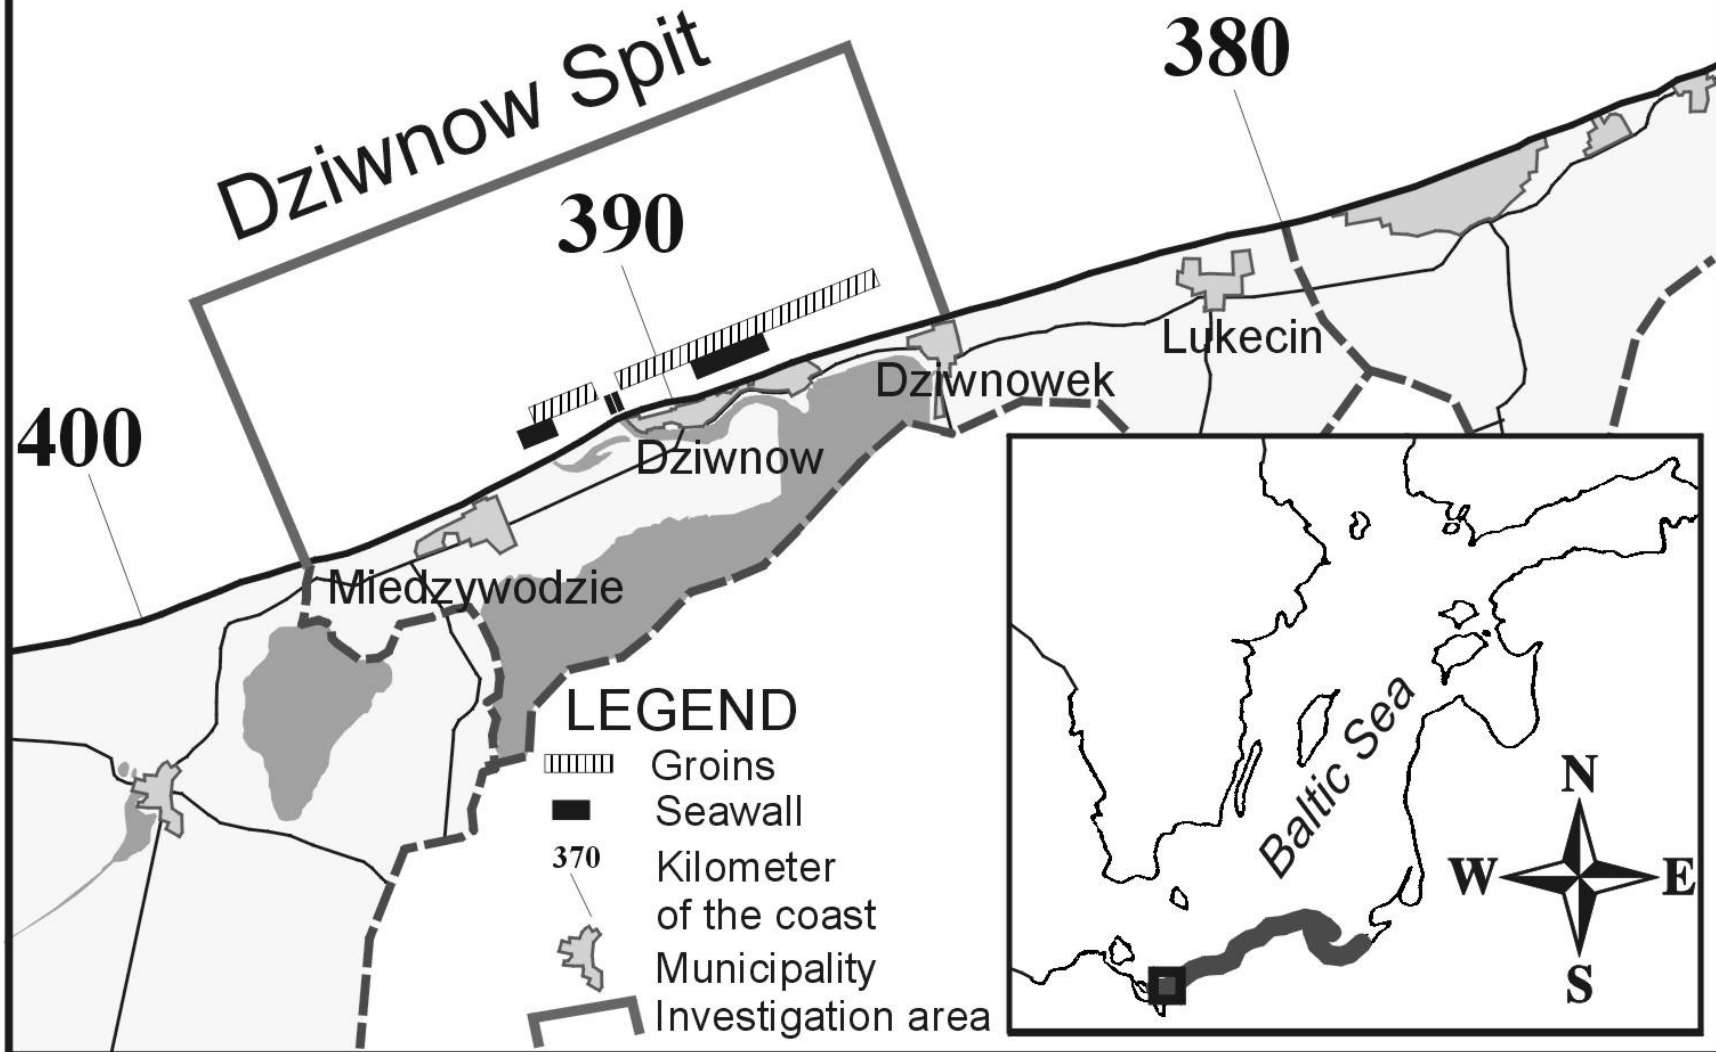 Dziwnow Spit
380
390
400
Lukecin
Dziwnowek
Dziwnow
Miedzywodzie
LEGEND
Groins
Seawall
370 Kilometer
of the coast
Municipality
Investigation area
Baltic Sea
N
W E
S